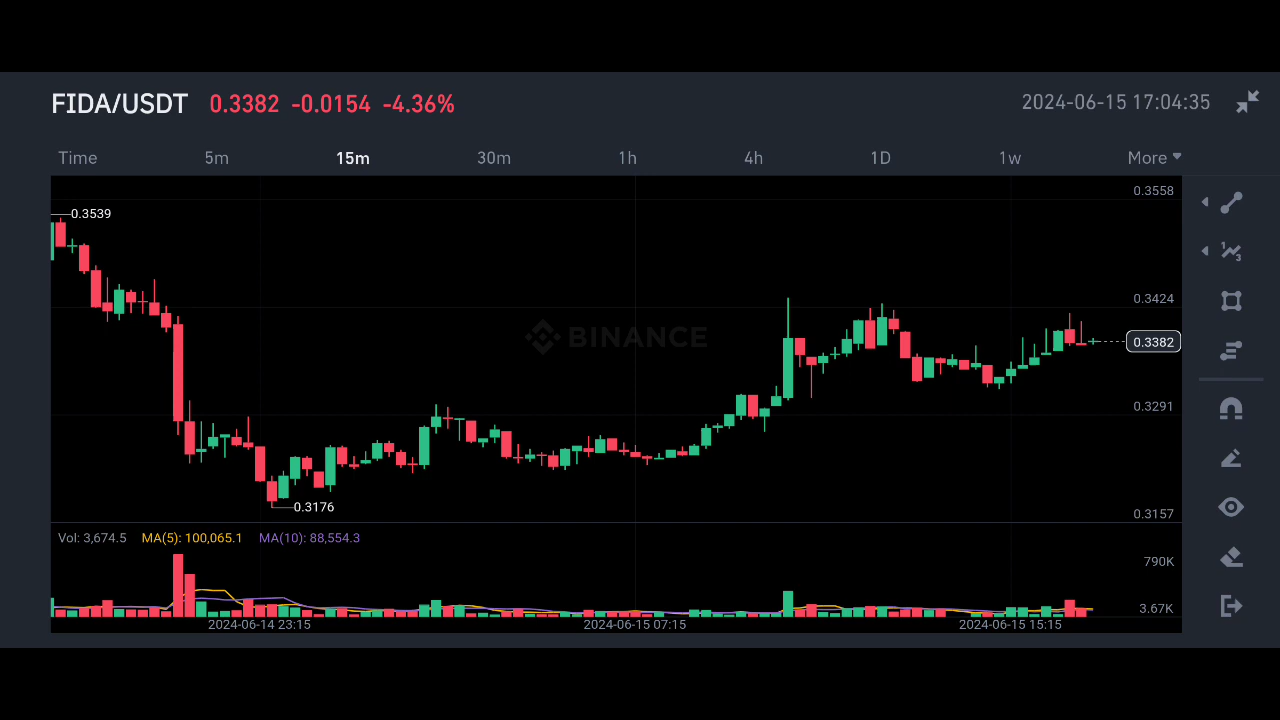 FIDA/USDT 0.3382 -0.0154 -4.36% 2024-06-15 17:04:35
Time 5m 15m 30m 1h 4h 1D 1w More
0.3558
0.3539
0.3424
BINANCE
0.3382
0.3291
0.3176
0.3157
Vol: 3,674.5 MA(5): 100,065.1 MA(10): 88,554.3
790K
3.67K
2024-06-14 23:15 2024-06-15 07:15 2024-06-15 15:15